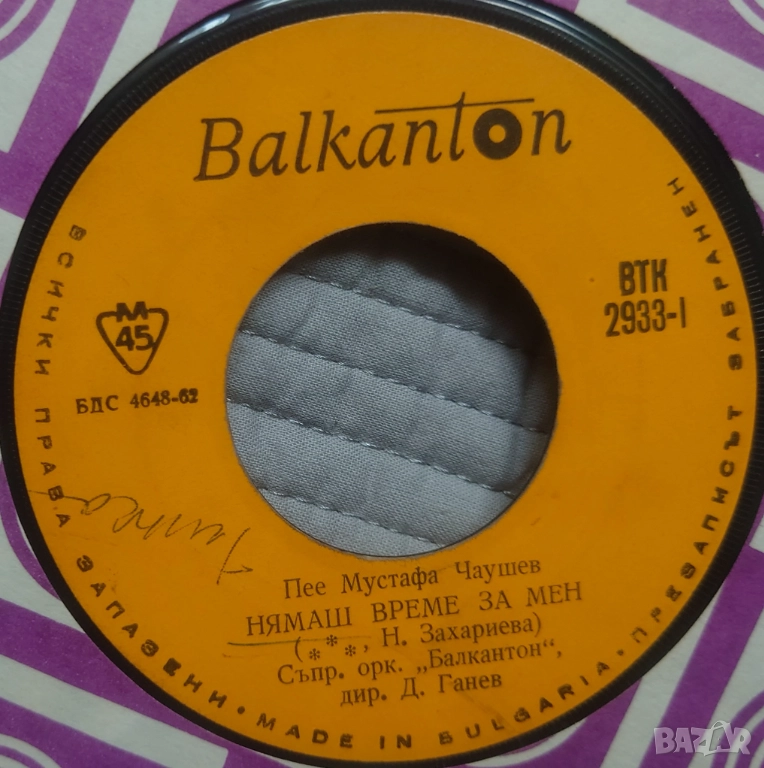 Balkanton
ВТК
2933-I
М
45
БДС 4648-62
Пее Мустафа Чаушев
НЯМАШ ВРЕМЕ ЗА МЕН
(***, Н. Захариева)
Съпр. орк. „Балкантон",
дир. Д. Ганев
ВСИЧКИ ПРАВА ЗАПАЗЕНИ • MADE IN BULGARIA • ПРЕЗАПИСЪТ ЗАБРАНЕН
BAZAR